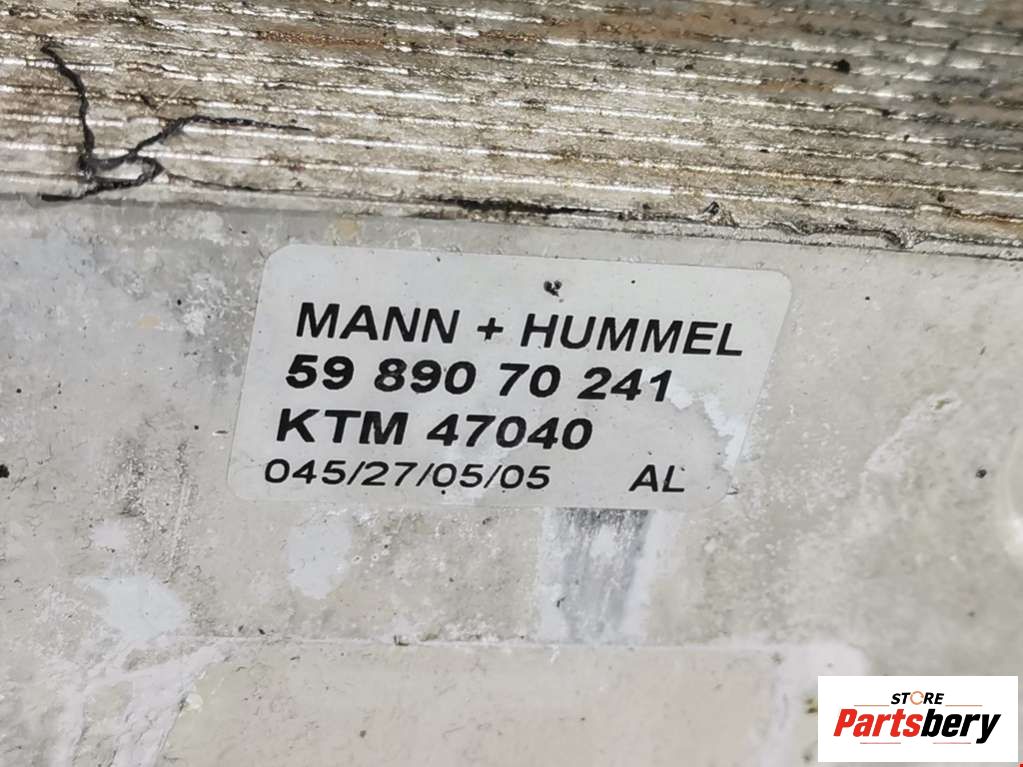 MANN + HUMMEL
59 890 70 241
KTM 47040
045/27/05/05 AL
STORE
Partsbery